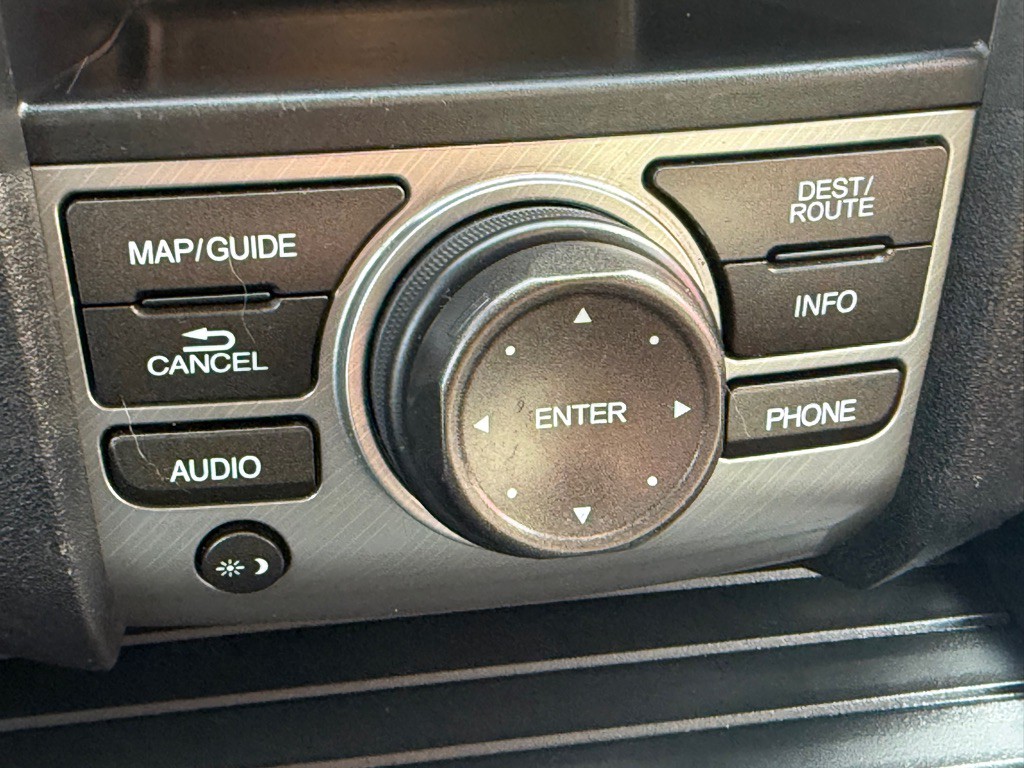 MAP/GUIDE
CANCEL
AUDIO
ENTER
DEST/
ROUTE
INFO
PHONE